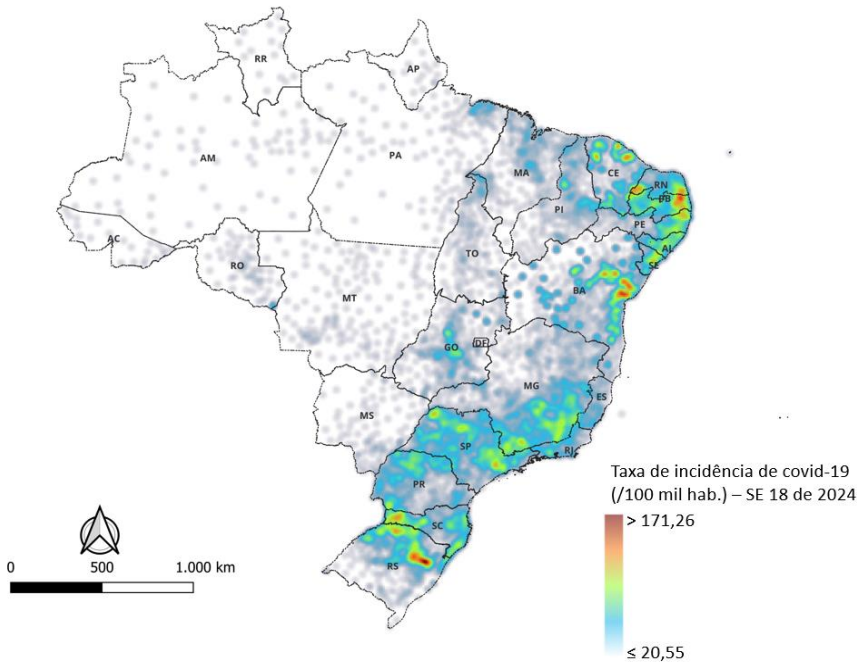 RR
AP
AM
PA
MA
CE
RN
PB
PI
PE
AC
AL
SE
TO
RO
BA
MT
GO
DF
MG
ES
MS
SP
RJ
PR
SC
RS
Taxa de incidência de covid-19
(/100 mil hab.) – SE 18 de 2024
> 171,26
≤ 20,55
0 500 1.000 km